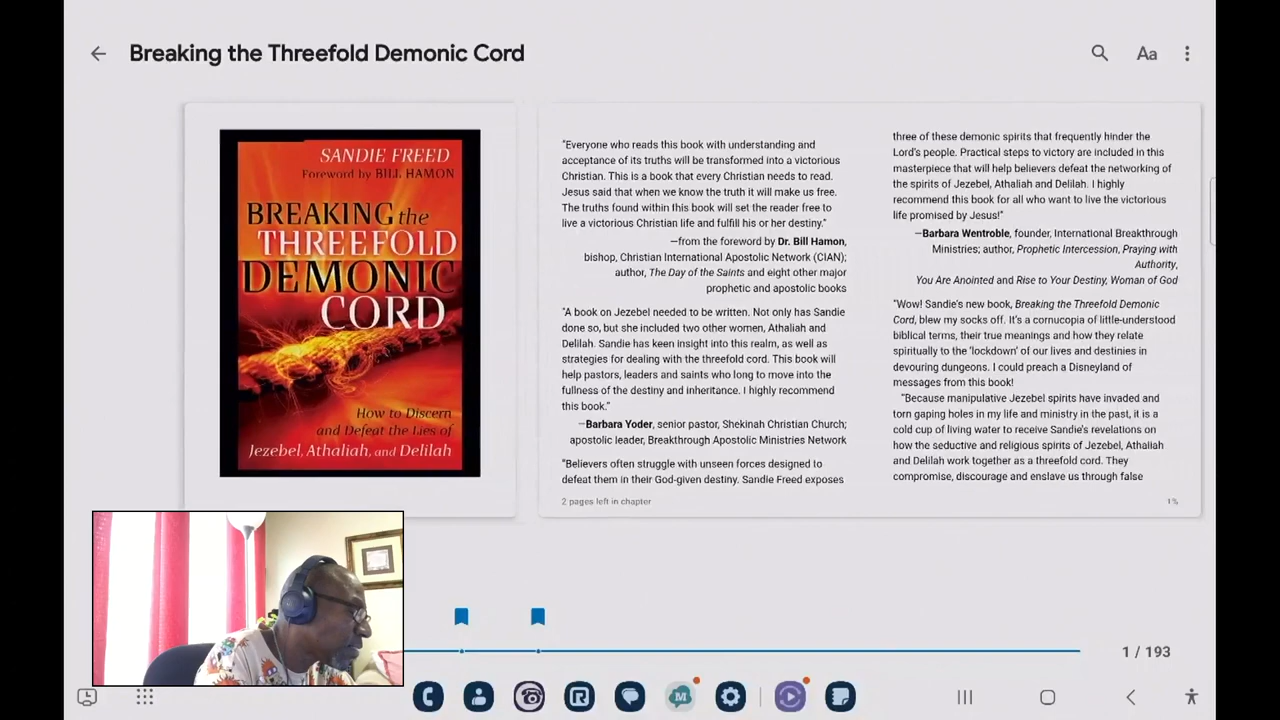 Breaking the Threefold Demonic Cord
Aa
SANDIE FREED
Foreword by BILL HAMON
BREAKING the
THREEFOLD
DEMONIC
CORD
How to Discern
and Defeat the Lies of
Jezebel, Athaliah, and Delilah
“Everyone who reads this book with understanding and
acceptance of its truths will be transformed into a victorious
Christian. This is a book that every Christian needs to read.
Jesus said that when we know the truth it will make us free.
The truths found within this book will set the reader free to
live a victorious Christian life and fulfill his or her destiny.”
—from the foreword by Dr. Bill Hamon,
bishop, Christian International Apostolic Network (CIAN);
author, The Day of the Saints and eight other major
prophetic and apostolic books
“A book on Jezebel needed to be written. Not only has Sandie
done so, but she included two other women, Athaliah and
Delilah. Sandie has keen insight into this realm, as well as
strategies for dealing with the threefold cord. This book will
help pastors, leaders and saints who long to move into the
fullness of the destiny and inheritance. I highly recommend
this book.”
—Barbara Yoder, senior pastor, Shekinah Christian Church;
apostolic leader, Breakthrough Apostolic Ministries Network
“Believers often struggle with unseen forces designed to
defeat them in their God-given destiny. Sandie Freed exposes
2 pages left in chapter
three of these demonic spirits that frequently hinder the
Lord’s people. Practical steps to victory are included in this
masterpiece that will help believers defeat the networking of
the spirits of Jezebel, Athaliah and Delilah. I highly
recommend this book for all who want to live the victorious
life promised by Jesus!”
—Barbara Wentroble, founder, International Breakthrough
Ministries; author, Prophetic Intercession, Praying with
Authority,
You Are Anointed and Rise to Your Destiny, Woman of God
“Wow! Sandie’s new book, Breaking the Threefold Demonic
Cord, blew my socks off. It’s a cornucopia of little-understood
biblical terms, their true meanings and how they relate
spiritually to the ‘lockdown’ of our lives and destinies in
devouring dungeons. I could preach a Disneyland of
messages from this book!
“Because manipulative Jezebel spirits have invaded and
torn gaping holes in my life and ministry in the past, it is a
cold cup of living water to receive Sandie’s revelations on
how the seductive and religious spirits of Jezebel, Athaliah
and Delilah work together as a threefold cord. They
compromise, discourage and enslave us through false
1%
1 / 193
R
M